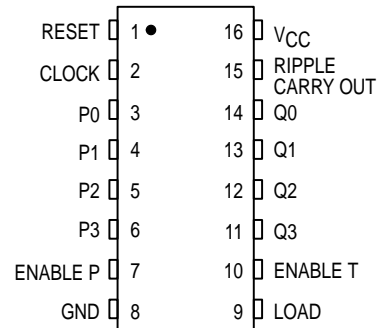 RESET 1 16 VCC
CLOCK 2 15 RIPPLE
CARRY OUT
P0 3 14 Q0
P1 4 13 Q1
P2 5 12 Q2
P3 6 11 Q3
ENABLE P 7 10 ENABLE T
GND 8 9 LOAD